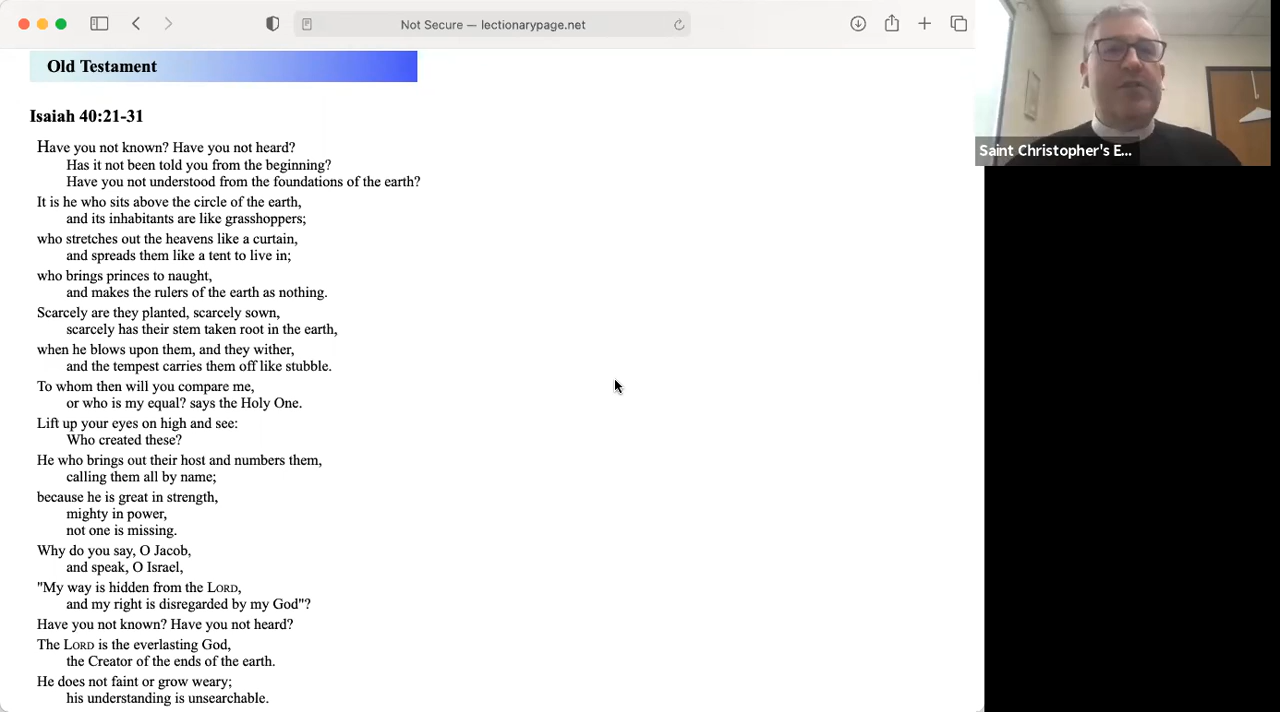 Not Secure — lectionarypage.net
Old Testament
Isaiah 40:21-31
Have you not known? Have you not heard?
Has it not been told you from the beginning?
Have you not understood from the foundations of the earth?
It is he who sits above the circle of the earth,
and its inhabitants are like grasshoppers;
who stretches out the heavens like a curtain,
and spreads them like a tent to live in;
who brings princes to naught,
and makes the rulers of the earth as nothing.
Scarcely are they planted, scarcely sown,
scarcely has their stem taken root in the earth,
when he blows upon them, and they wither,
and the tempest carries them off like stubble.
To whom then will you compare me,
or who is my equal? says the Holy One.
Lift up your eyes on high and see:
Who created these?
He who brings out their host and numbers them,
calling them all by name;
because he is great in strength,
mighty in power,
not one is missing.
Why do you say, O Jacob,
and speak, O Israel,
"My way is hidden from the LORD,
and my right is disregarded by my God"?
Have you not known? Have you not heard?
The LORD is the everlasting God,
the Creator of the ends of the earth.
He does not faint or grow weary;
his understanding is unsearchable.
Saint Christopher's E...